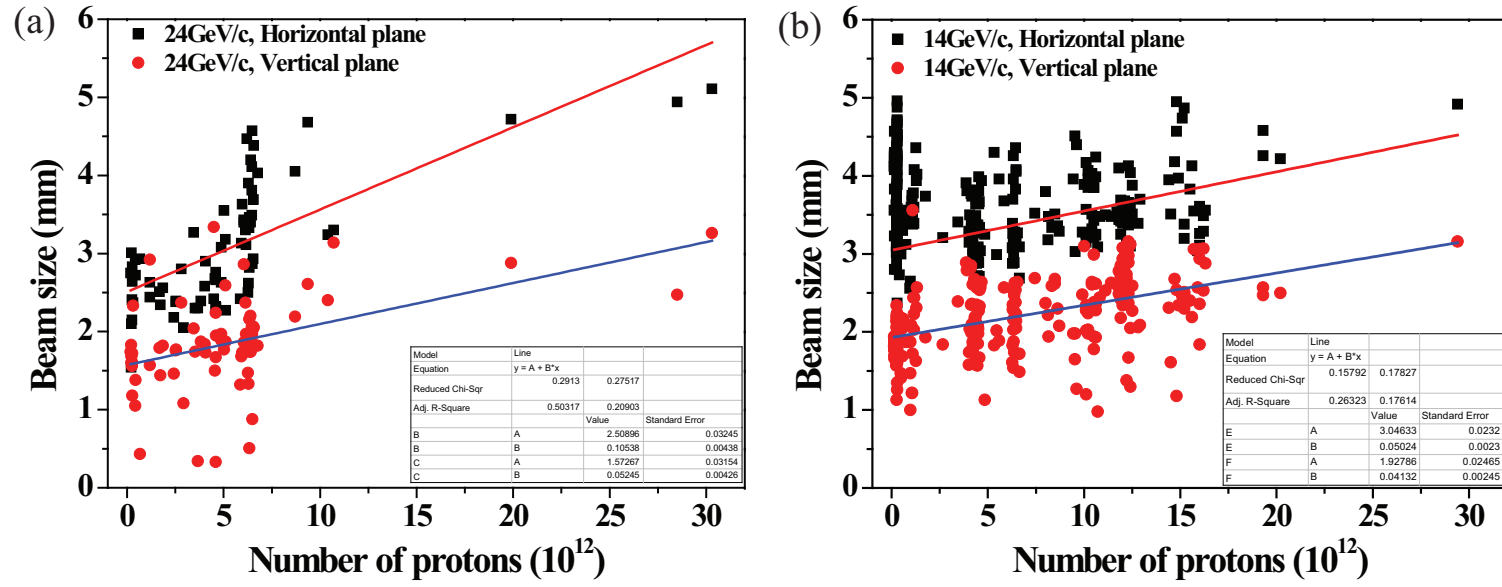 (a)
24GeV/c, Horizontal plane
24GeV/c, Vertical plane
6
5
4
3
2
1
0
Beam size (mm)
Model Line
Equation y = A + B*x
Reduced Chi-Sqr 0.2913 0.27517
Adj. R-Square 0.50317 0.20903
Value Standard Error
B A 2.50896 0.03245
B B 0.10538 0.00438
C A 1.57267 0.03154
C B 0.05245 0.00426
0 5 10 15 20 25 30
Number of protons (10¹²)
(b)
14GeV/c, Horizontal plane
14GeV/c, Vertical plane
6
5
4
3
2
1
0
Beam size (mm)
Model Line
Equation y = A + B*x
Reduced Chi-Sqr 0.15792 0.17827
Adj. R-Square 0.26323 0.17614
Value Standard Error
E A 3.04633 0.0232
E B 0.05024 0.0023
F A 1.92786 0.02465
F B 0.04132 0.00245
0 5 10 15 20 25 30
Number of protons (10¹²)